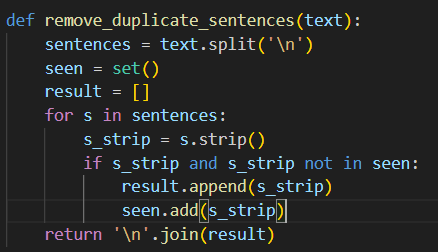 def remove_duplicate_sentences(text):
    sentences = text.split('\n')
    seen = set()
    result = []
    for s in sentences:
        s_strip = s.strip()
        if s_strip and s_strip not in seen:
            result.append(s_strip)
            seen.add(s_strip)
    return '\n'.join(result)